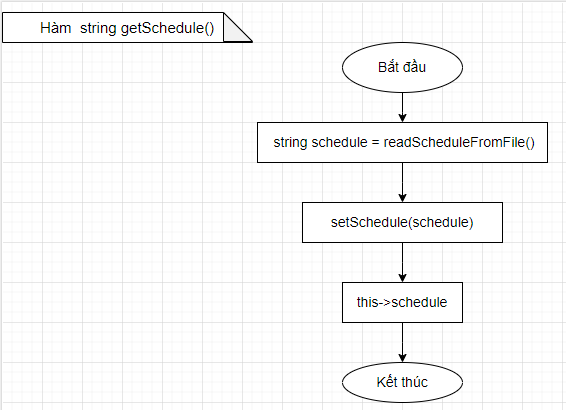 Hàm string getSchedule()
Bắt đầu
string schedule = readScheduleFromFile()
setSchedule(schedule)
this->schedule
Kết thúc